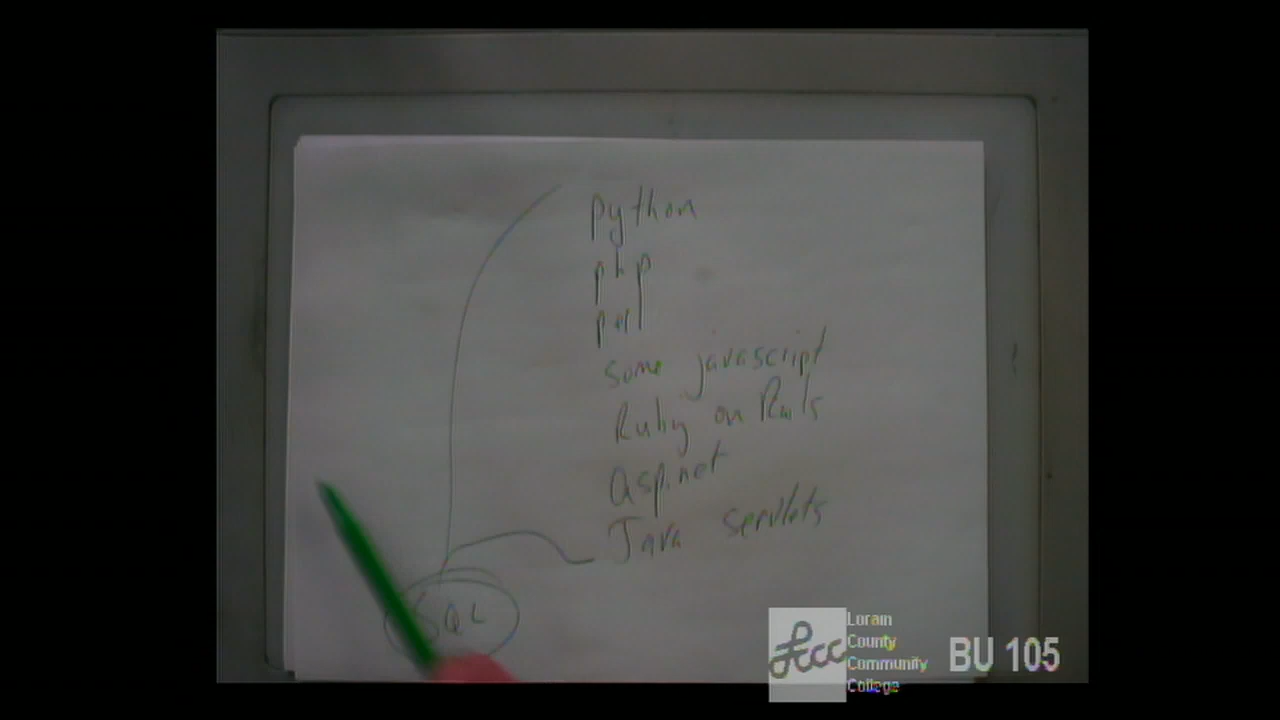 python
php
perl
some javascript
Ruby on Rails
asp.net
Java servlets
SQL
Lorain
County
Community
College
lccc
BU 105